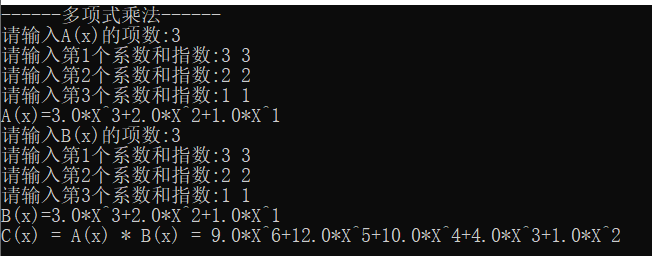 ------多项式乘法------
请输入A(x)的项数:3
请输入第1个系数和指数:3 3
请输入第2个系数和指数:2 2
请输入第3个系数和指数:1 1
A(x)=3.0*X^3+2.0*X^2+1.0*X^1
请输入B(x)的项数:3
请输入第1个系数和指数:3 3
请输入第2个系数和指数:2 2
请输入第3个系数和指数:1 1
B(x)=3.0*X^3+2.0*X^2+1.0*X^1
C(x) = A(x) * B(x) = 9.0*X^6+12.0*X^5+10.0*X^4+4.0*X^3+1.0*X^2